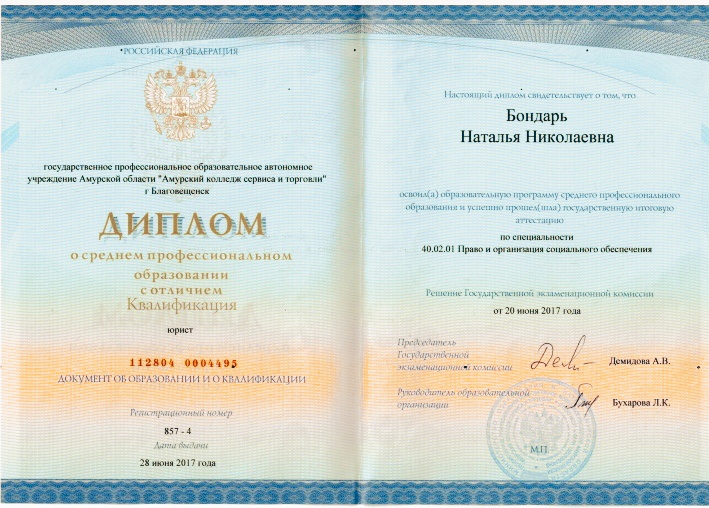 РОССИЙСКАЯ ФЕДЕРАЦИЯ
государственное профессиональное образовательное автономное
учреждение Амурской области "Амурский колледж сервиса и торговли"
г Благовещенск
ДИПЛОМ
о среднем профессиональном
образовании
с отличием
Квалификация
юрист
112804 0004495
ДОКУМЕНТ ОБ ОБРАЗОВАНИИ И О КВАЛИФИКАЦИИ
Регистрационный номер
857 - 4
Дата выдачи
28 июня 2017 года
Настоящий диплом свидетельствует о том, что
Бондарь
Наталья Николаевна
освоил(а) образовательную программу среднего профессионального
образования и успешно прошел(шла) государственную итоговую
аттестацию
по специальности
40.02.01 Право и организация социального обеспечения
Решение Государственной экзаменационной комиссии
от 20 июня 2017 года
Председатель
Государственной
экзаменационной комиссии
Демидова А.В.
Руководитель образовательной
организации
Бухарова Л.К.
М.П.